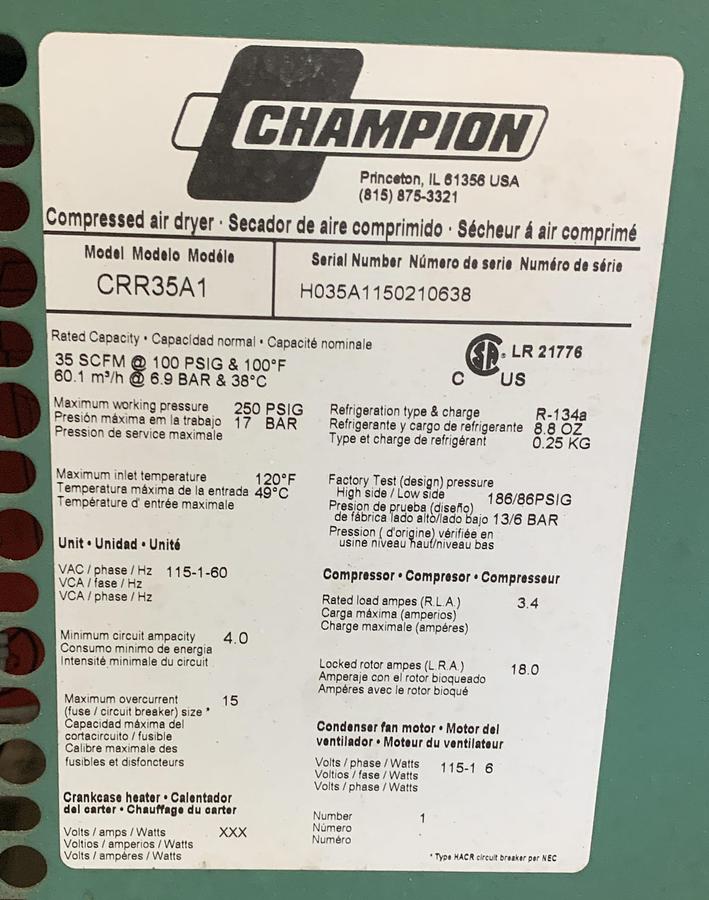 CHAMPION
Princeton, IL 61356 USA
(815) 875-3321
Compressed air dryer · Secador de aire comprimido · Sécheur á air comprimé
Model Modelo Modéle
CRR35A1
Serial Number Número de serie Numéro de série
H035A1150210638
Rated Capacity • Capacidad normal • Capacité nominale
35 SCFM @ 100 PSIG & 100°F
60.1 m³/h @ 6.9 BAR & 38°C
SA ® LR 21776
C US
Maximum working pressure 250 PSIG
Presión máxima em la trabajo 17 BAR
Pression de service maximale
Refrigeration type & charge R-134a
Refrigerante y cargo de refrigerante 8.8 OZ
Type et charge de refrigérant 0.25 KG
Maximum inlet temperature 120°F
Temperatura máxima de la entrada 49°C
Température d' entrée maximale
Factory Test (design) pressure
High side / Low side 186/86PSIG
Presion de prueba (diseño)
de fábrica lado alto/lado bajo 13/6 BAR
Pression ( d'origine) vérifiée en
usine niveau haut/niveau bas
Unit • Unidad • Unité
VAC / phase / Hz 115-1-60
VCA / fase / Hz
VCA / phase / Hz
Compressor • Compresor • Compresseur
Rated load ampes (R.L.A.) 3.4
Carga máxima (amperios)
Charge maximale (ampéres)
Minimum circuit ampacity 4.0
Consumo minimo de energia
Intensité minimale du circuit
Locked rotor ampes (L.R.A.) 18.0
Amperaje con el rotor bioqueado
Ampéres avec le rotor bioqué
Maximum overcurrent 15
(fuse / circuit breaker) size *
Capacidad máxima del
cortacircuito / fusible
Calibre maximale des
fusibles et disfoncteurs
Condenser fan motor • Motor del
ventilador • Moteur du ventilateur
Volts / phase / Watts 115-1 6
Voltios / fase / Watts
Volts / phase / Watts
Crankcase heater • Calentador
del carter • Chauffage du carter
Volts / amps / Watts XXX
Voltios / amperios / Watts
Volts / ampères / Watts
Number 1
Número
Numéro
* Type HACR circuit breaker per NEC